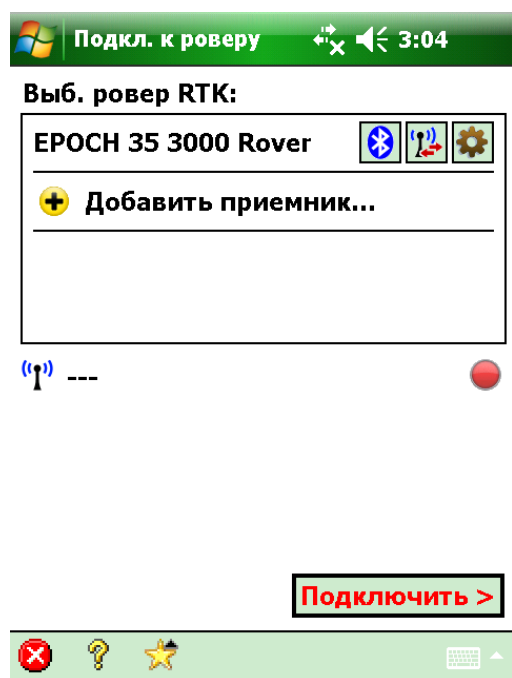 Подкл. к роверу 3:04
Выб. ровер RTK:
EPOCH 35 3000 Rover
Добавить приемник...
---
Подключить >